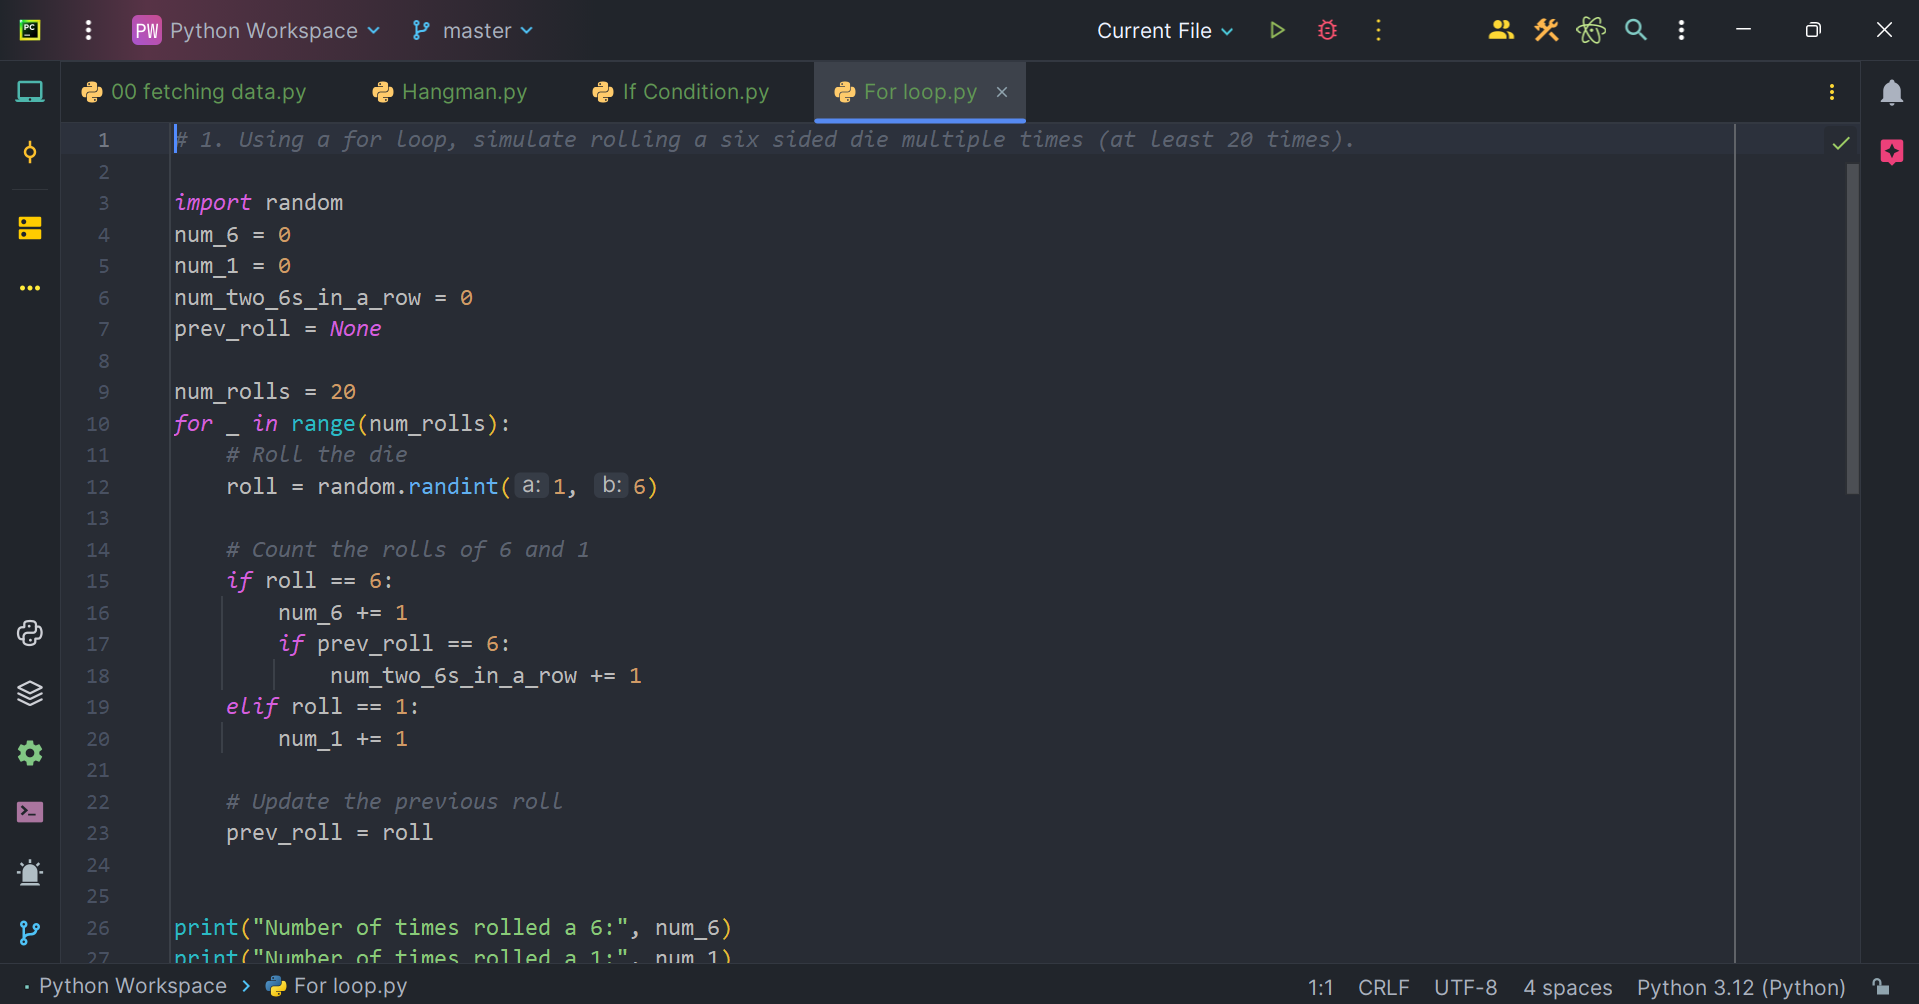 PC
PW Python Workspace master Current File
00 fetching data.py Hangman.py If Condition.py For loop.py
1 # 1. Using a for loop, simulate rolling a six sided die multiple times (at least 20 times).
2
3 import random
4 num_6 = 0
5 num_1 = 0
6 num_two_6s_in_a_row = 0
7 prev_roll = None
8
9 num_rolls = 20
10 for _ in range(num_rolls):
11 # Roll the die
12 roll = random.randint( a: 1, b: 6)
13
14 # Count the rolls of 6 and 1
15 if roll == 6:
16 num_6 += 1
17 if prev_roll == 6:
18 num_two_6s_in_a_row += 1
19 elif roll == 1:
20 num_1 += 1
21
22 # Update the previous roll
23 prev_roll = roll
24
25
26 print("Number of times rolled a 6:", num_6)
27 print("Number of times rolled a 1:", num_1)
Python Workspace > For loop.py 1:1 CRLF UTF-8 4 spaces Python 3.12 (Python)